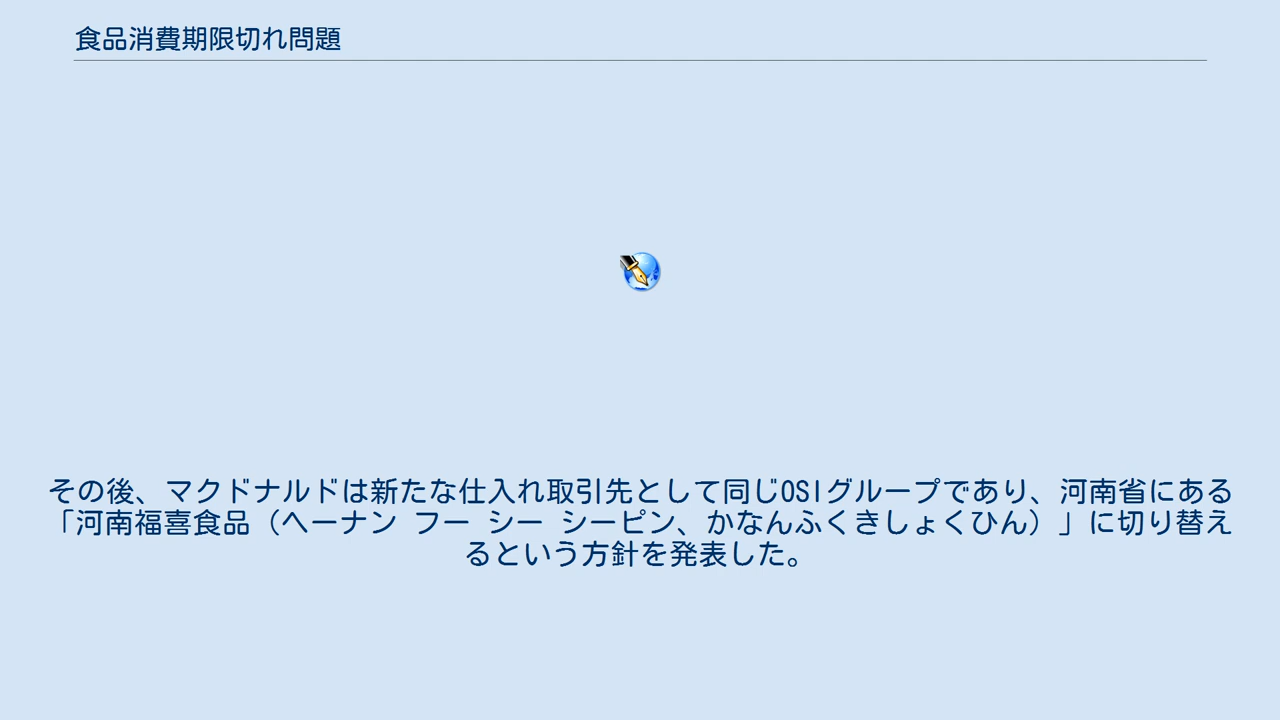 食品消費期限切れ問題
その後、マクドナルドは新たな仕入れ取引先として同じOSIグループであり、河南省にある
「河南福喜食品（ヘーナン フー シー シーピン、かなんふくきしょくひん）」に切り替え
るという方針を発表した。